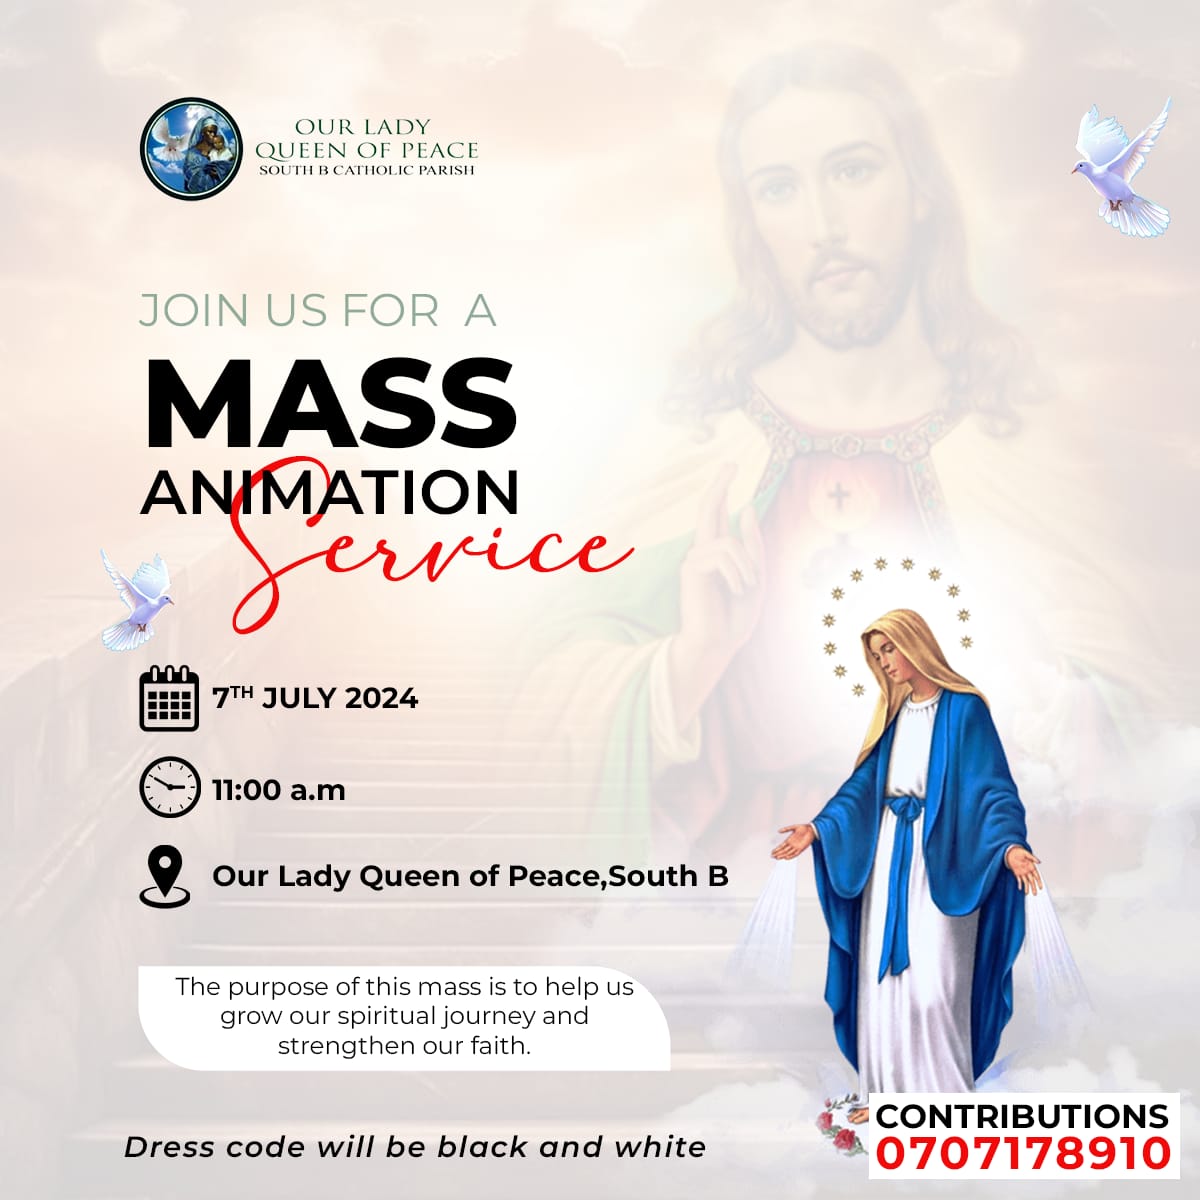 OUR LADY
QUEEN OF PEACE
SOUTH B CATHOLIC PARISH
JOIN US FOR A
MASS
ANIMATION
Service
7TH JULY 2024
11:00 a.m
Our Lady Queen of Peace,South B
The purpose of this mass is to help us
grow our spiritual journey and
strengthen our faith.
Dress code will be black and white
CONTRIBUTIONS
0707178910